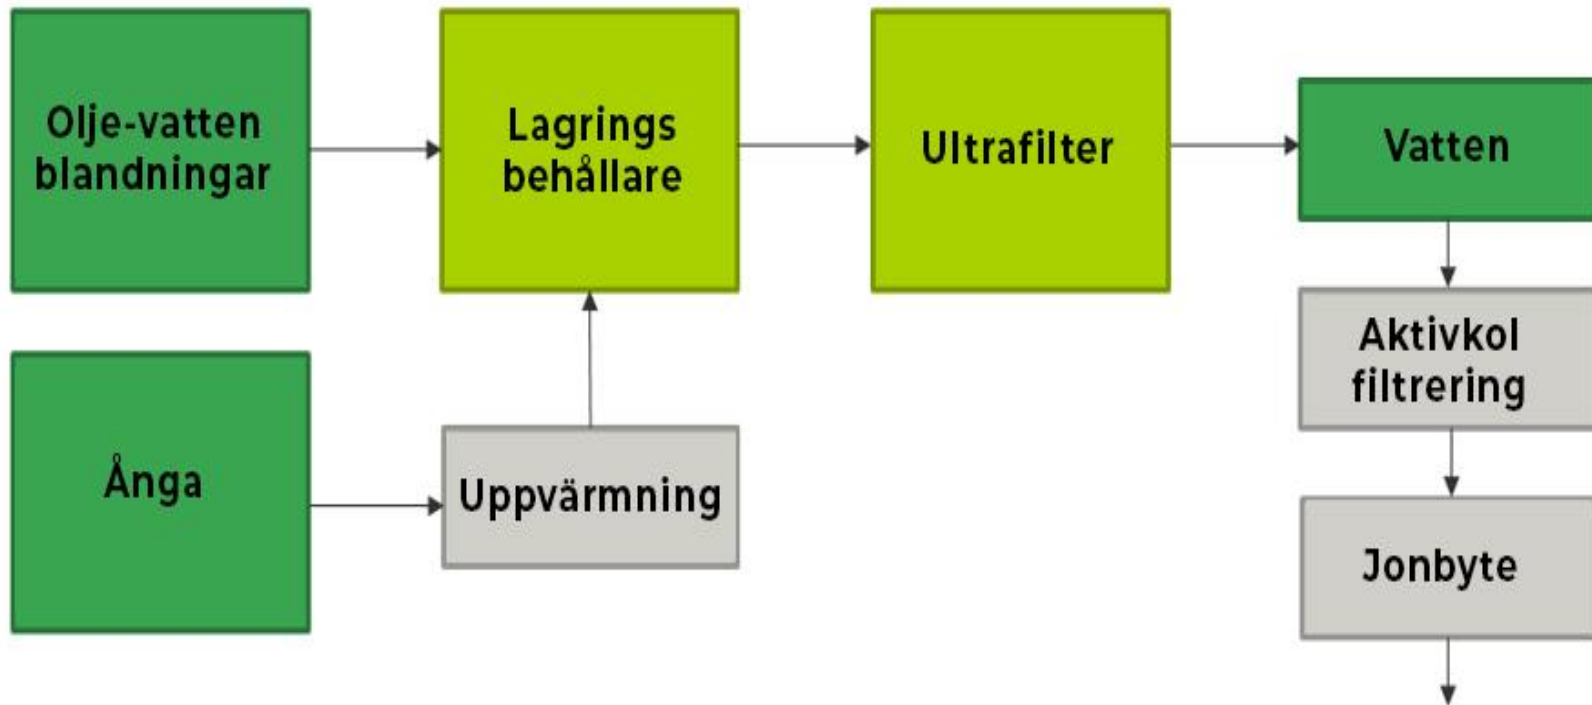 Olje-vatten
blandningar
Lagrings
behållare
Ultrafilter
Vatten
Aktivkol
filtrering
Ånga
Uppvärmning
Jonbyte